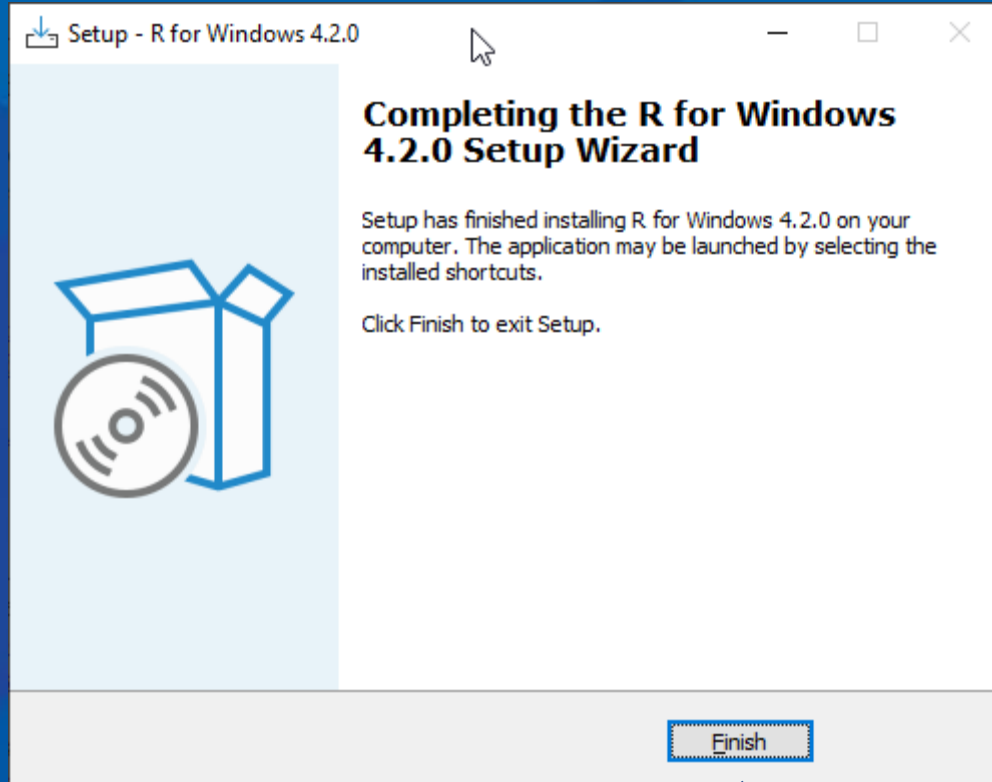 Setup - R for Windows 4.2.0
Completing the R for Windows
4.2.0 Setup Wizard
Setup has finished installing R for Windows 4.2.0 on your
computer. The application may be launched by selecting the
installed shortcuts.
Click Finish to exit Setup.
Finish